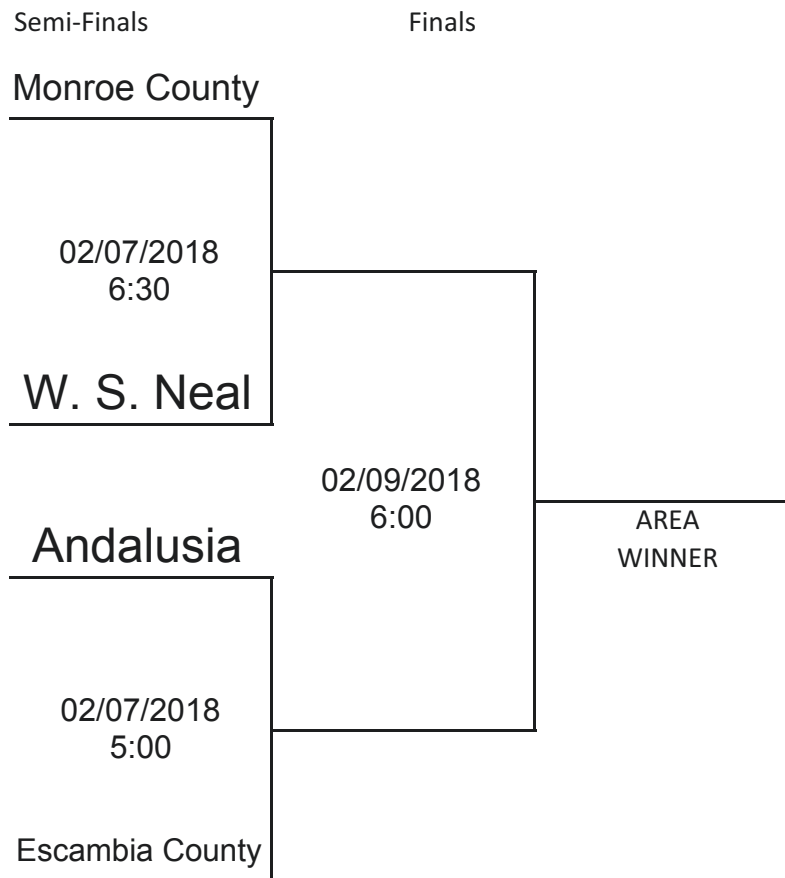 Semi-Finals
Finals
Monroe County
02/07/2018
6:30
W. S. Neal
02/09/2018
6:00
AREA
WINNER
Andalusia
02/07/2018
5:00
Escambia County